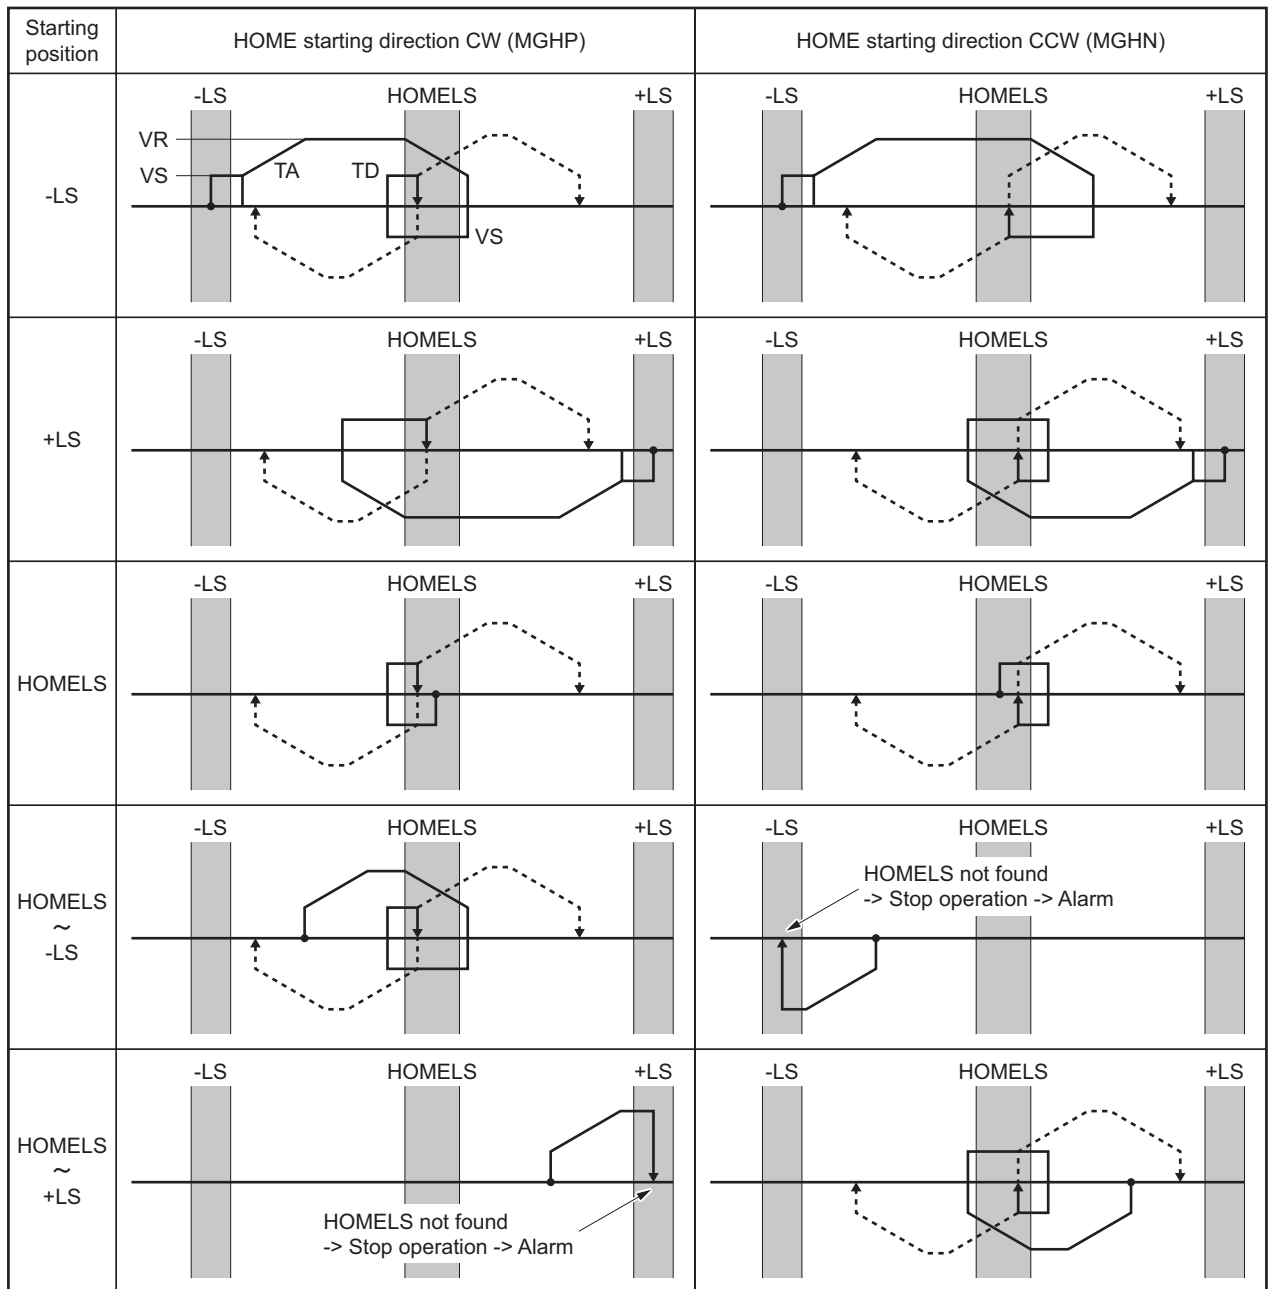 Starting
position
HOME starting direction CW (MGHP)
HOME starting direction CCW (MGHN)
-LS
-LS
HOMELS
+LS
VR
VS
TA
TD
VS
-LS
HOMELS
+LS
+LS
-LS
HOMELS
+LS
-LS
HOMELS
+LS
HOMELS
-LS
HOMELS
+LS
-LS
HOMELS
+LS
HOMELS
~
-LS
-LS
HOMELS
+LS
-LS
HOMELS
+LS
HOMELS not found
-> Stop operation -> Alarm
HOMELS
~
+LS
-LS
HOMELS
+LS
HOMELS not found
-> Stop operation -> Alarm
-LS
HOMELS
+LS